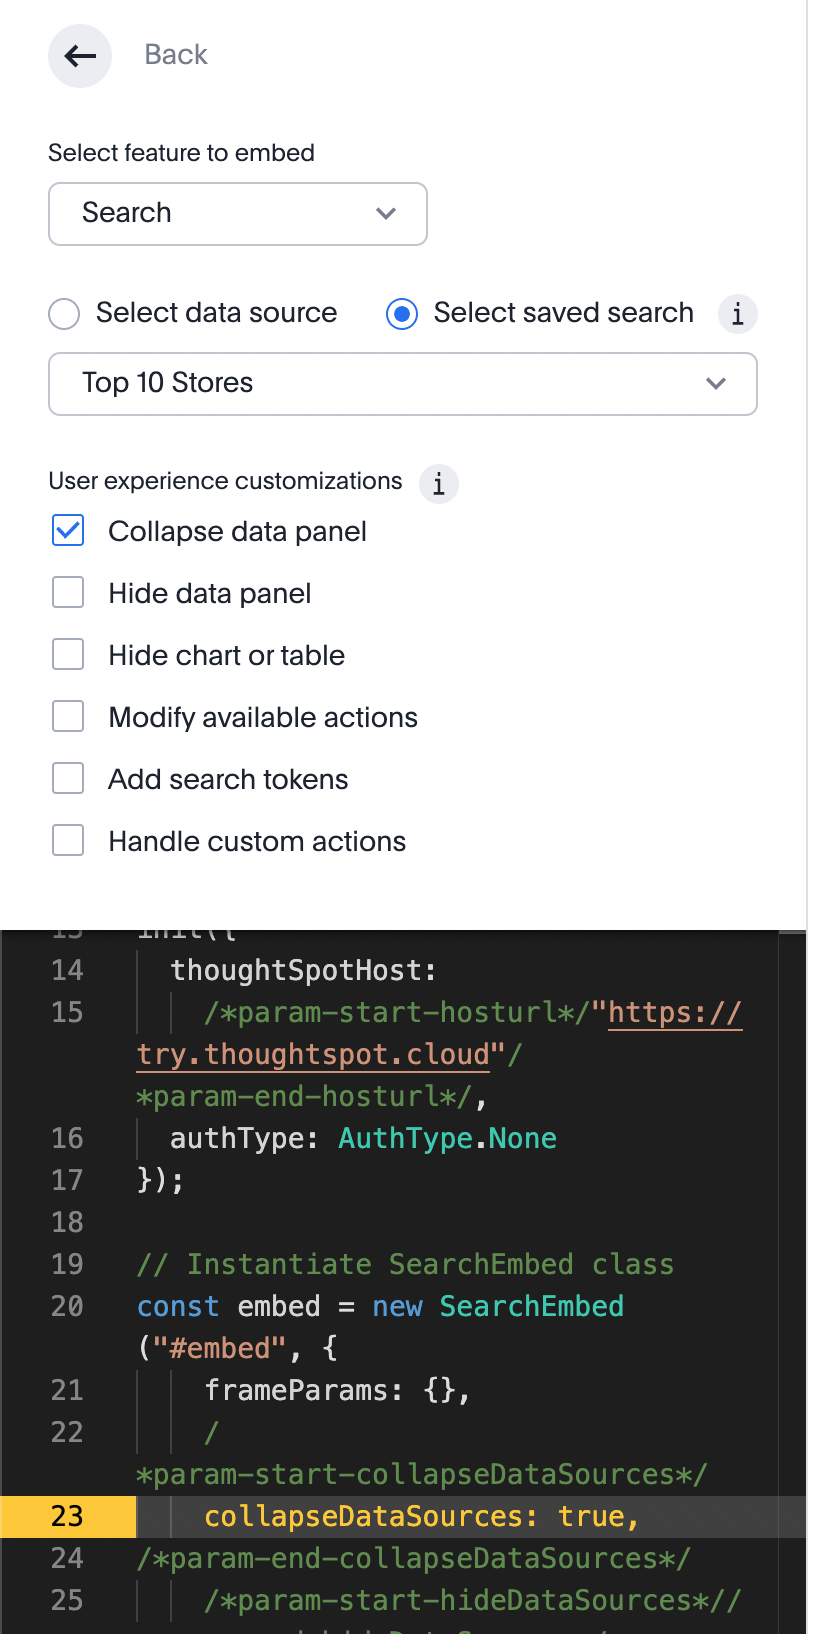 Back
Select feature to embed
Search
Select data source
Select saved search
i
Top 10 Stores
User experience customizations
i
Collapse data panel
Hide data panel
Hide chart or table
Modify available actions
Add search tokens
Handle custom actions
13 init({
14 thoughtSpotHost:
15 /*param-start-hosturl*/"https://
try.thoughtspot.cloud"/
*param-end-hosturl*/,
16 authType: AuthType.None
17 });
18
19 // Instantiate SearchEmbed class
20 const embed = new SearchEmbed
("#embed", {
21 frameParams: {},
22 /
*param-start-collapseDataSources*/
23 collapseDataSources: true,
24 /*param-end-collapseDataSources*/
25 /*param-start-hideDataSources*//